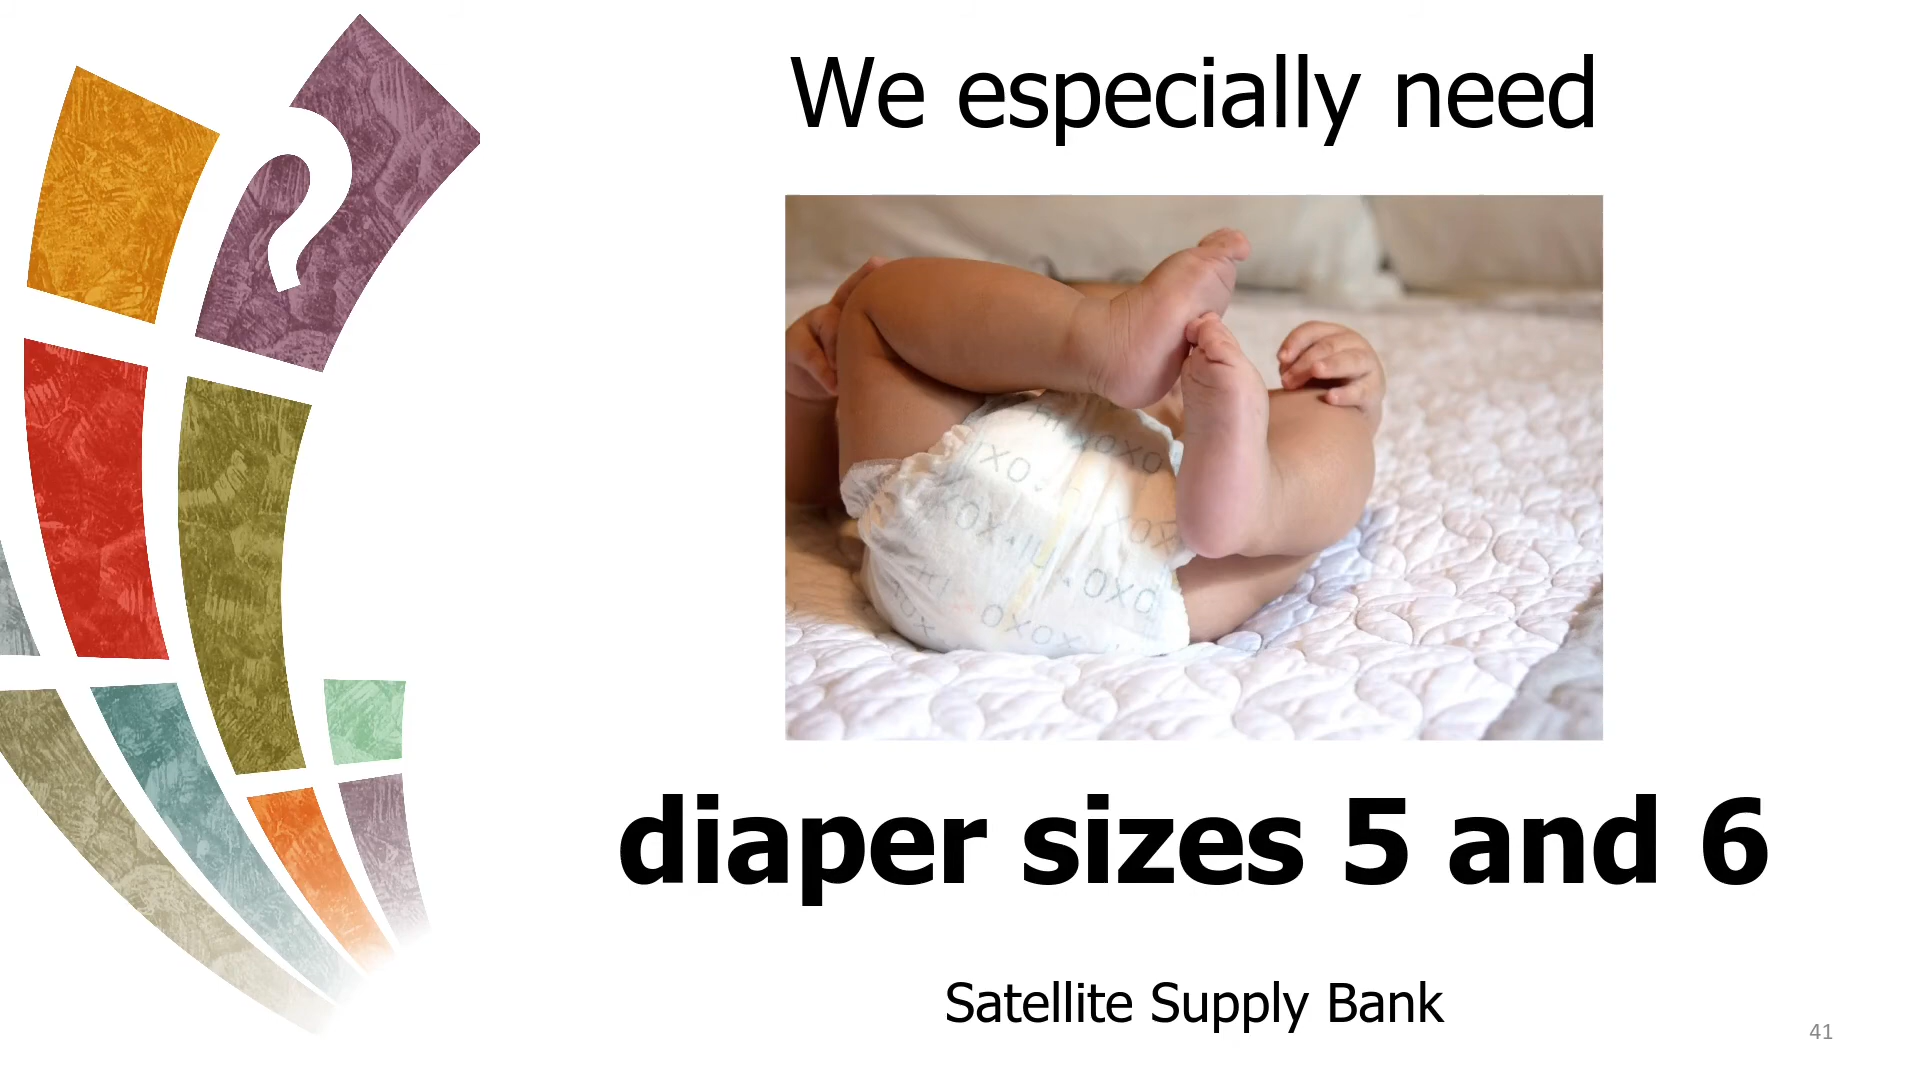 We especially need
diaper sizes 5 and 6
Satellite Supply Bank
41